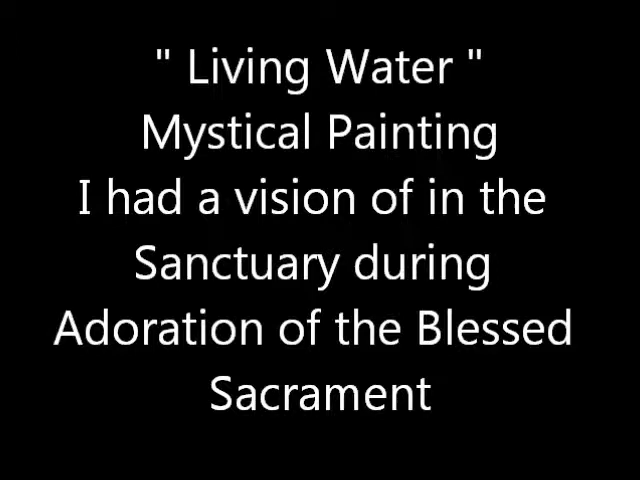 " Living Water "
Mystical Painting
I had a vision of in the
Sanctuary during
Adoration of the Blessed
Sacrament